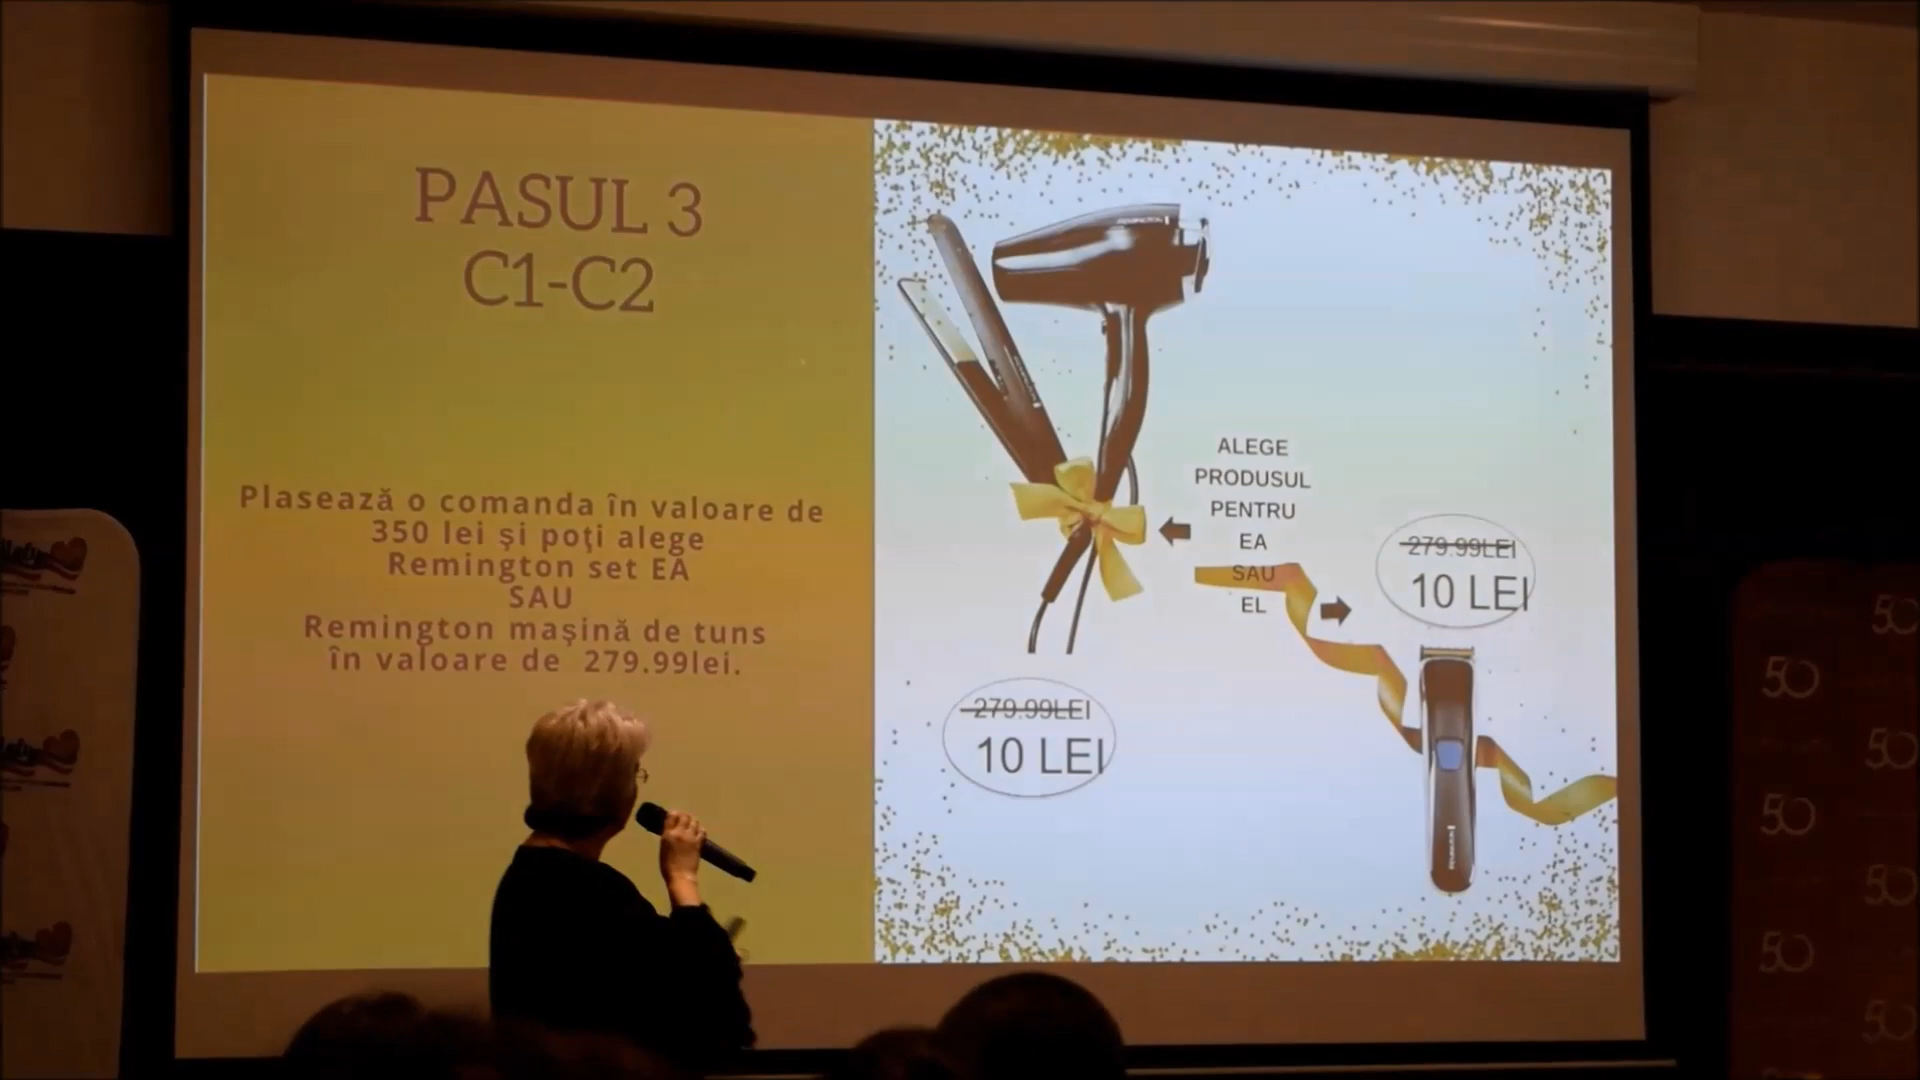 PASUL 3
C1-C2
Plasează o comanda în valoare de
350 lei şi poţi alege
Remington set EA
SAU
Remington maşină de tuns
în valoare de 279.99lei.
REMINGTON
ALEGE
PRODUSUL
PENTRU
EA
SAU
EL
279.99LEI
10 LEI
279.99LEI
10 LEI
50
50
50
50
50
50
50